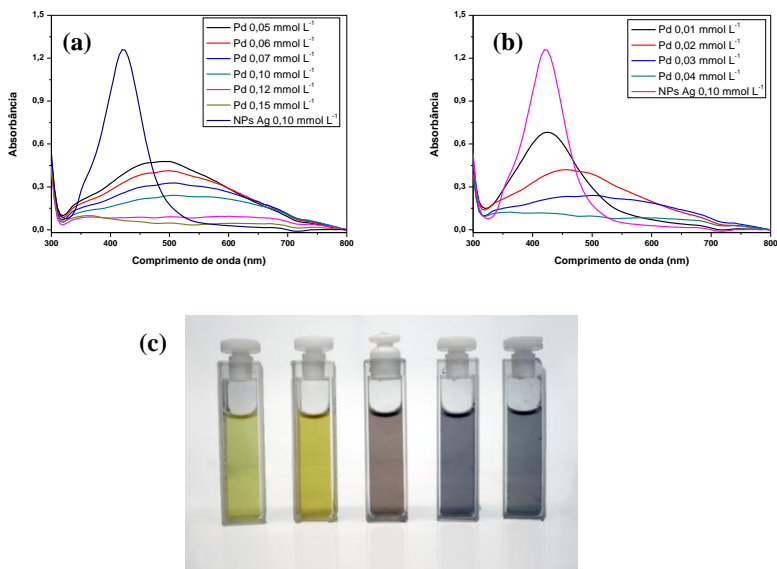 (a)
Absorbância
1,5
1,2
0,9
0,6
0,3
0,0
Pd 0,05 mmol L⁻¹
Pd 0,06 mmol L⁻¹
Pd 0,07 mmol L⁻¹
Pd 0,10 mmol L⁻¹
Pd 0,12 mmol L⁻¹
Pd 0,15 mmol L⁻¹
NPs Ag 0,10 mmol L⁻¹
300 400 500 600 700 800
Comprimento de onda (nm)
(b)
Absorbância
1,5
1,2
0,9
0,6
0,3
0,0
Pd 0,01 mmol L⁻¹
Pd 0,02 mmol L⁻¹
Pd 0,03 mmol L⁻¹
Pd 0,04 mmol L⁻¹
NPs Ag 0,10 mmol L⁻¹
300 400 500 600 700 800
Comprimento de onda (nm)
(c)